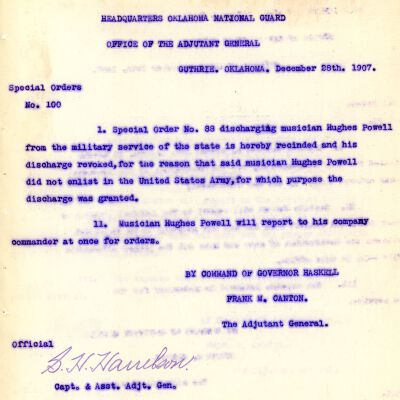 HEADQUARTERS OKLAHOMA NATIONAL GUARD
OFFICE OF THE ADJUTANT GENERAL
GUTHRIE, OKLAHOMA, December 28th. 1907.
Special Orders
No. 100
1. Special Order No. 88 discharging musician Hughes Powell
from the military service of the state is hereby recinded and his
discharge revoked,for the reason that said musician Hughes Powell
did not enlist in the United States Army,for which purpose the
discharge was granted.
11. Musician Hughes Powell will report to his company
commander at once for orders.
BY COMMAND OF GOVERNOR HASKELL
FRANK M. CANTON.
The Adjutant General.
Official
Capt. & Asst. Adjt. Gen.